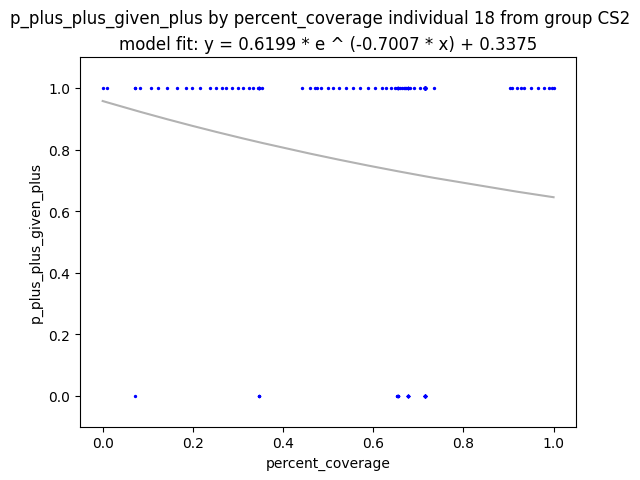 p_plus_plus_given_plus by percent_coverage individual 18 from group CS2
model fit: y = 0.6199 * e ^ (-0.7007 * x) + 0.3375
1.0
0.8
0.6
0.4
0.2
0.0
p_plus_plus_given_plus
0.0 0.2 0.4 0.6 0.8 1.0
percent_coverage